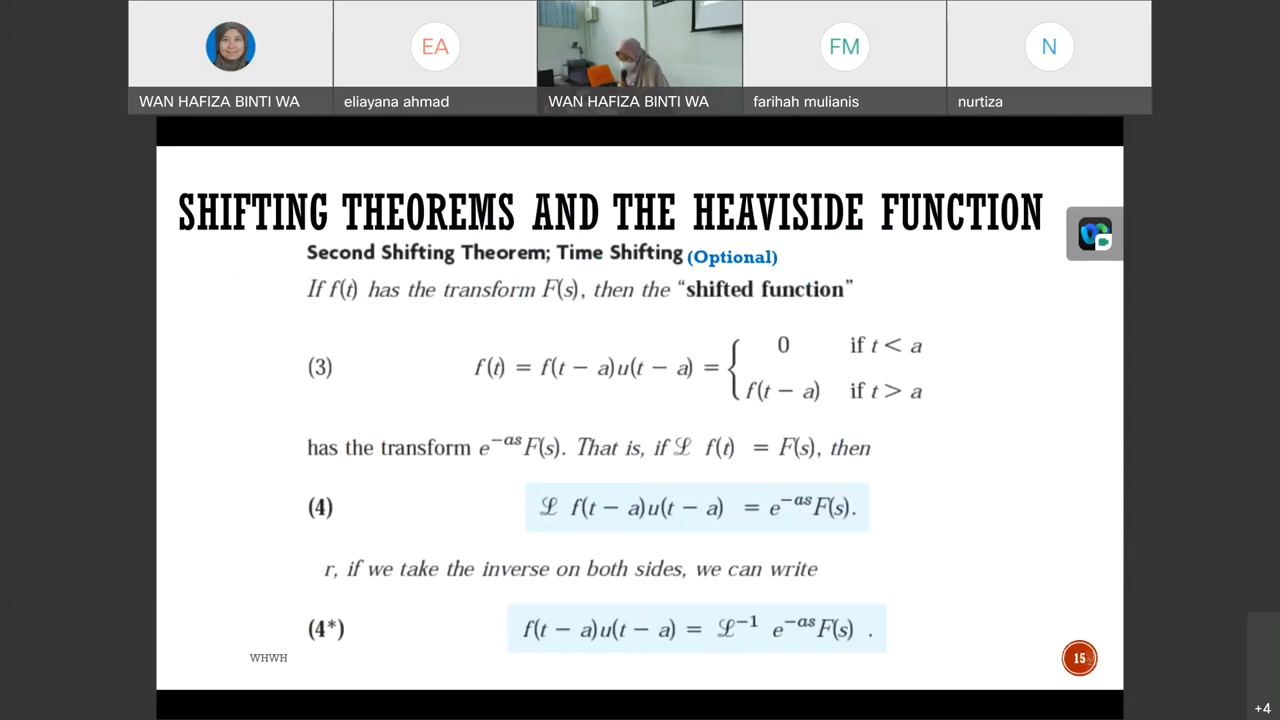 EA
FM
N
WAN HAFIZA BINTI WA
eliayana ahmad
WAN HAFIZA BINTI WA
farihah mulianis
nurtiza
SHIFTING THEOREMS AND THE HEAVISIDE FUNCTION
Second Shifting Theorem; Time Shifting (Optional)
If f(t) has the transform F(s), then the “shifted function”
(3) f(t) = f(t − a)u(t − a) = { 0 if t < a
f(t − a) if t > a
has the transform e^{−as}F(s). That is, if ℒ f(t) = F(s), then
(4) ℒ f(t − a)u(t − a) = e^{−as}F(s).
r, if we take the inverse on both sides, we can write
(4*) f(t − a)u(t − a) = ℒ^{−1} e^{−as}F(s) .
WHWH
15
+4